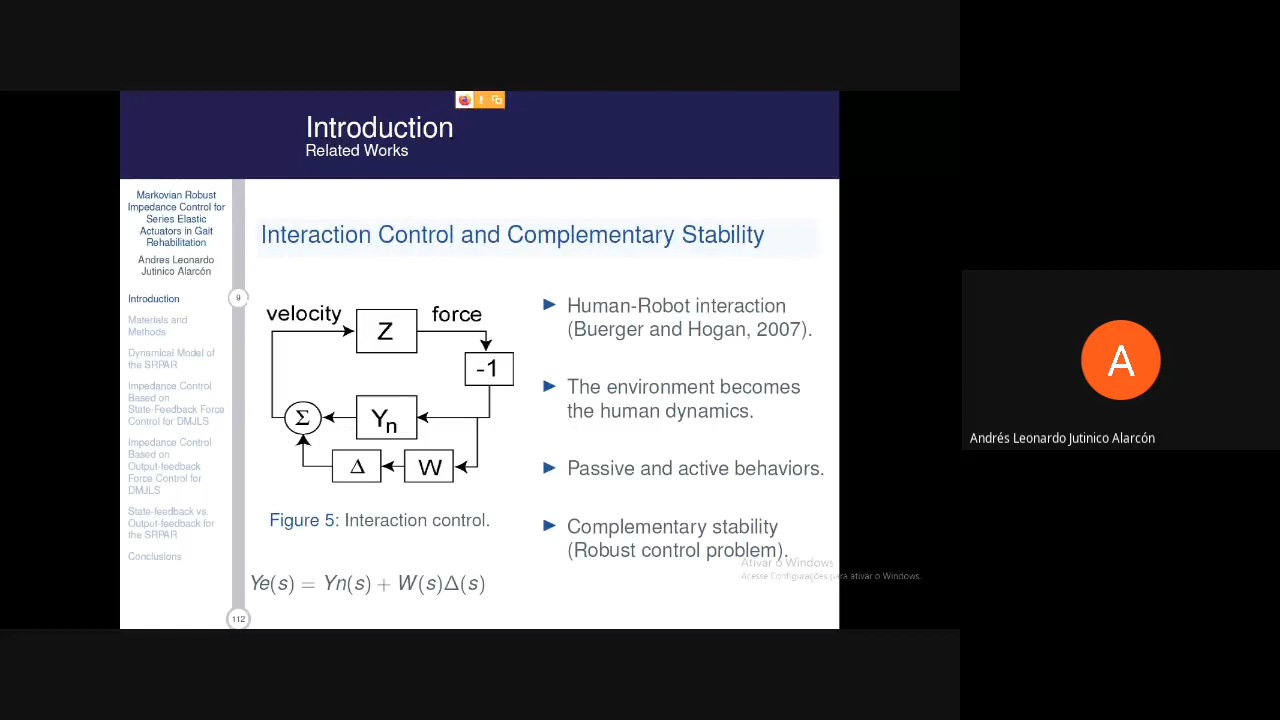 Introduction
Related Works
Markovian Robust
Impedance Control for
Series Elastic
Actuators in Gait
Rehabilitation
Andres Leonardo
Jutinico Alarcón
Introduction
9
Materials and
Methods
Dynamical Model of
the SRPAR
Impedance Control
Based on
State-Feedback Force
Control for DMJLS
Impedance Control
Based on
Output-feedback
Force Control for
DMJLS
State-feedback vs.
Output-feedback for
the SRPAR
Conclusions
112
Interaction Control and Complementary Stability
velocity
Z
force
-1
Σ
Yn
Δ
W
Figure 5: Interaction control.
Ye(s) = Yn(s) + W(s)Δ(s)
Human-Robot interaction
(Buerger and Hogan, 2007).
The environment becomes
the human dynamics.
Passive and active behaviors.
Complementary stability
(Robust control problem).
Ativar o Windows
Acesse Configurações para ativar o Windows.
A
Andrés Leonardo Jutinico Alarcón